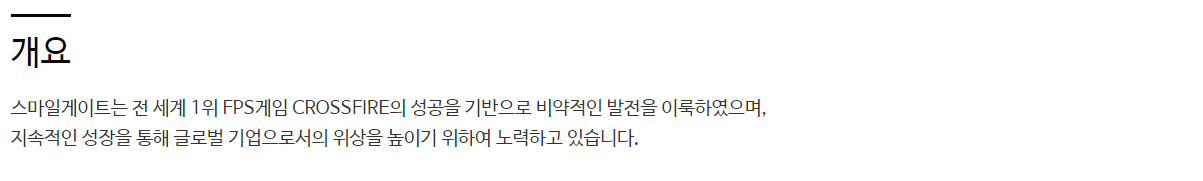 개요
스마일게이트는 전 세계 1위 FPS게임 CROSSFIRE의 성공을 기반으로 비약적인 발전을 이룩하였으며,
지속적인 성장을 통해 글로벌 기업으로서의 위상을 높이기 위하여 노력하고 있습니다.